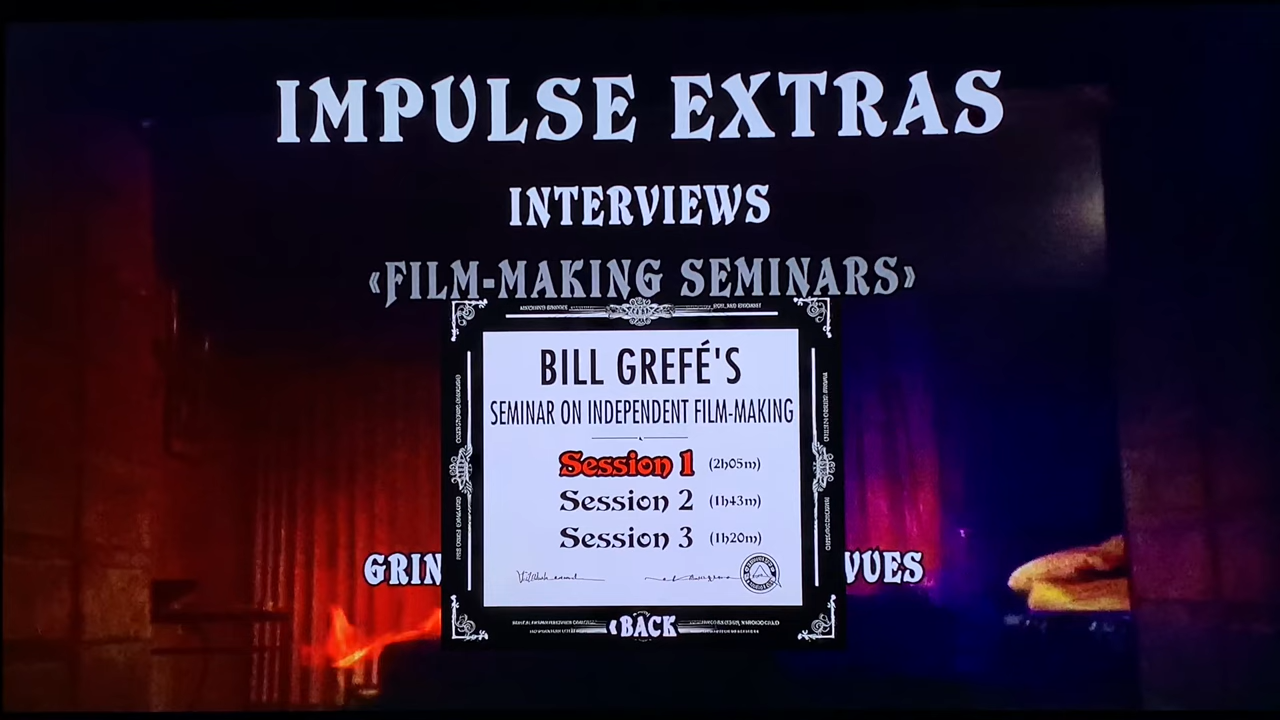 IMPULSE EXTRAS
INTERVIEWS
«FILM-MAKING SEMINARS»
BILL GREFÉ'S
SEMINAR ON INDEPENDENT FILM-MAKING
Session 1 (2h05m)
Session 2 (1h43m)
Session 3 (1h20m)
GRIN VUES
«BACK